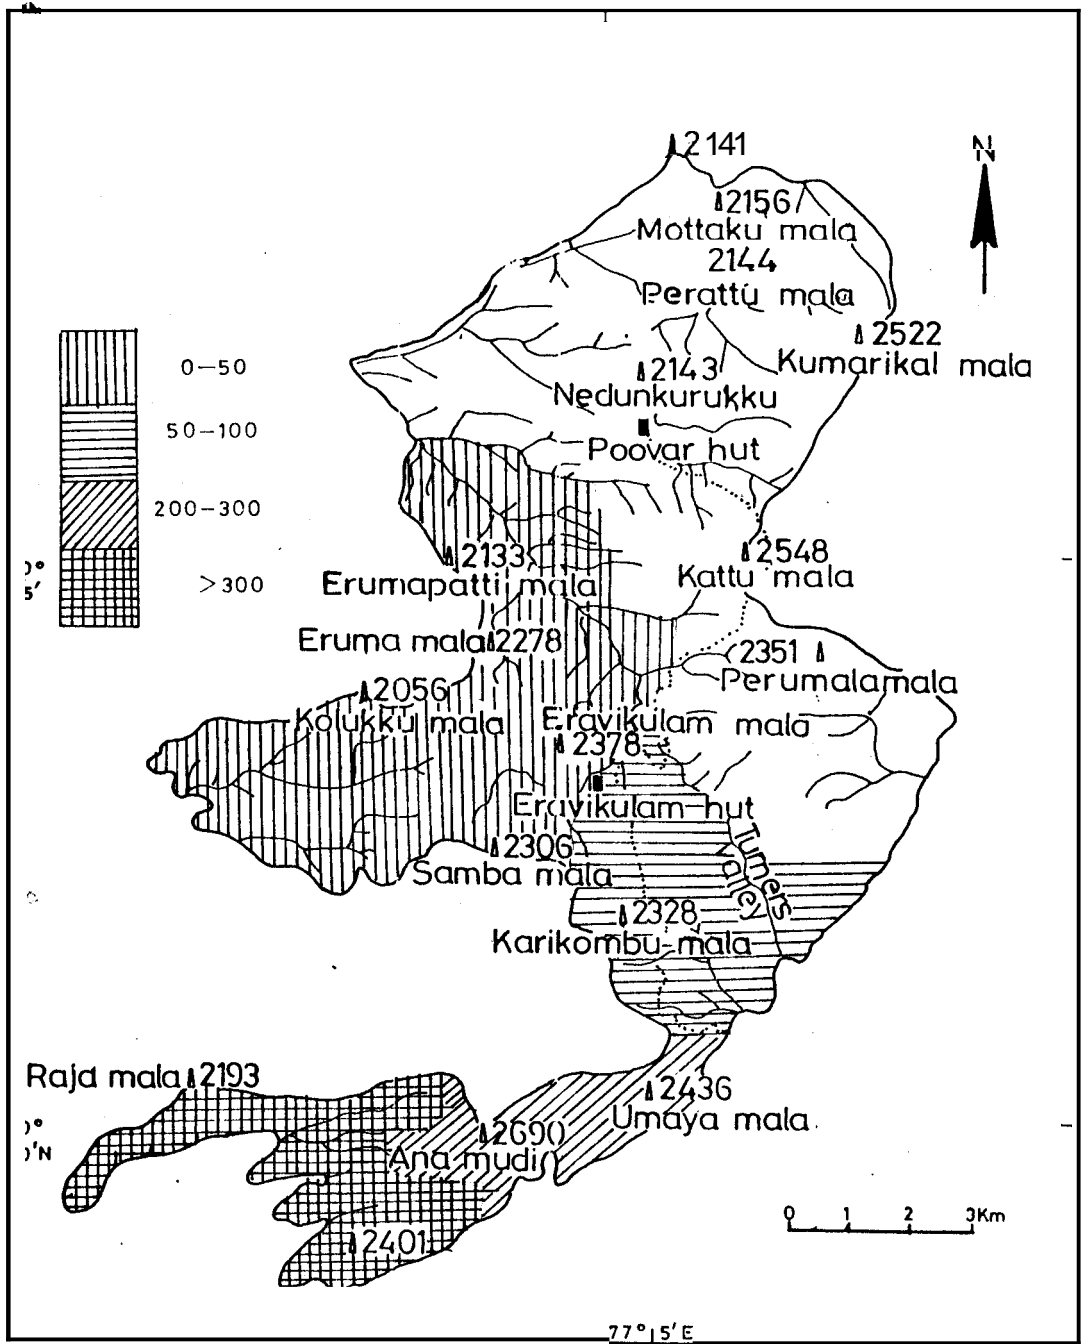 2141
N
2156
Mottaku mala
2144
Perattu mala
2522
Kumarikal mala
0-50
2143
Nedunkurukku
50-100
Poovar hut
200-300
2133
2548
>300
Erumapatti mala
Kattu mala
Eruma mala 2278
2351
Perumalamala
2056
Kolukku mala
Eravikulam mala
2378
Eravikulam hut
Turners
Valley
2306
Samba mala
2328
Karikombu mala
Raja mala 2193
2436
Umaya mala
2690
Ana mudi
'N
0 1 2 3Km
2401
77° 15' E